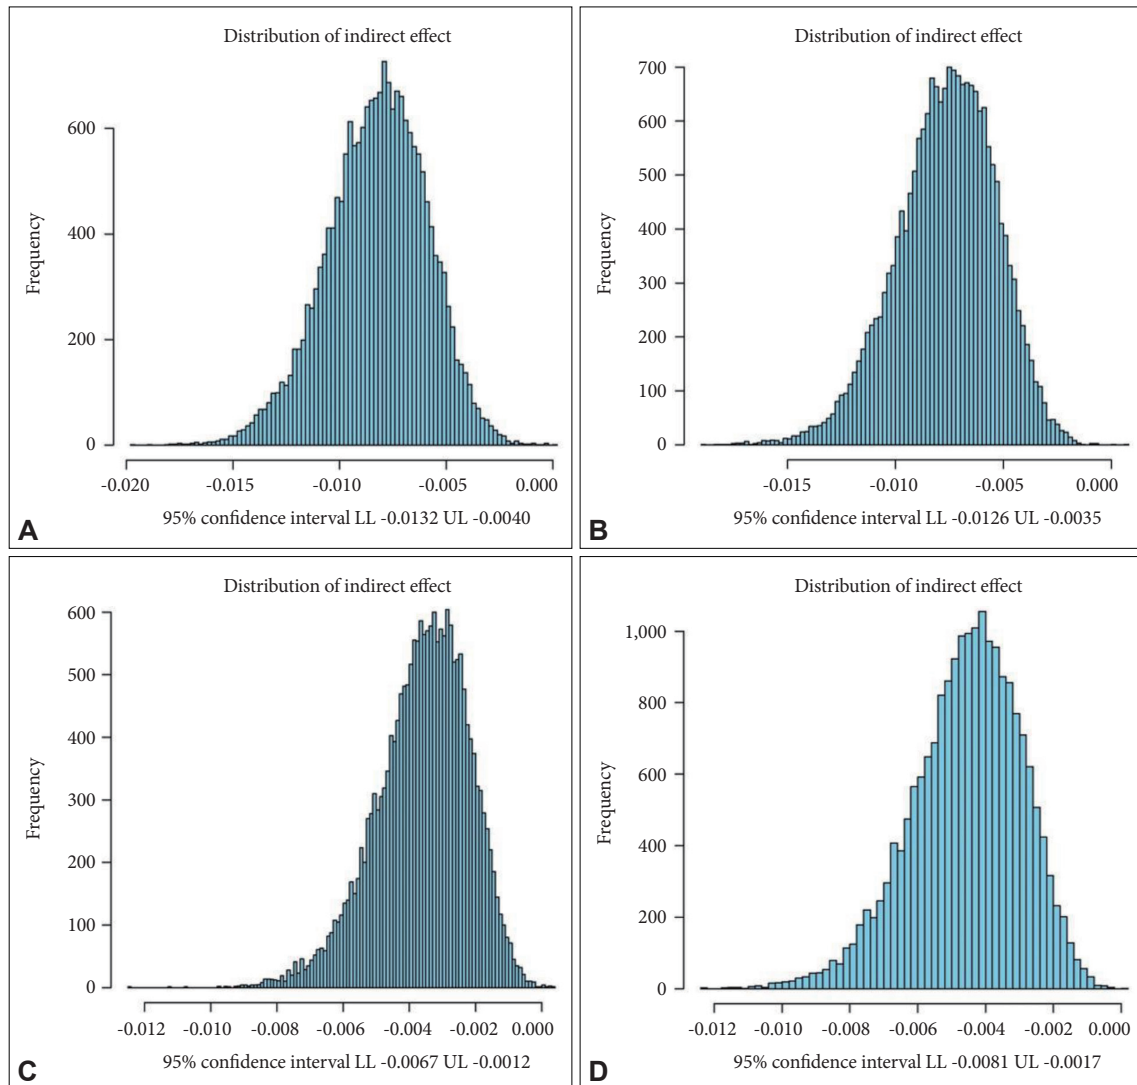 Distribution of indirect effect
Frequency
600
400
200
0
-0.020 -0.015 -0.010 -0.005 0.000
95% confidence interval LL -0.0132 UL -0.0040
A
Distribution of indirect effect
Frequency
700
600
500
400
300
200
100
0
-0.015 -0.010 -0.005 0.000
95% confidence interval LL -0.0126 UL -0.0035
B
Distribution of indirect effect
Frequency
600
500
400
300
200
100
0
-0.012 -0.010 -0.008 -0.006 -0.004 -0.002 0.000
95% confidence interval LL -0.0067 UL -0.0012
C
Distribution of indirect effect
Frequency
1,000
800
600
400
200
0
-0.012 -0.010 -0.008 -0.006 -0.004 -0.002 0.000
95% confidence interval LL -0.0081 UL -0.0017
D